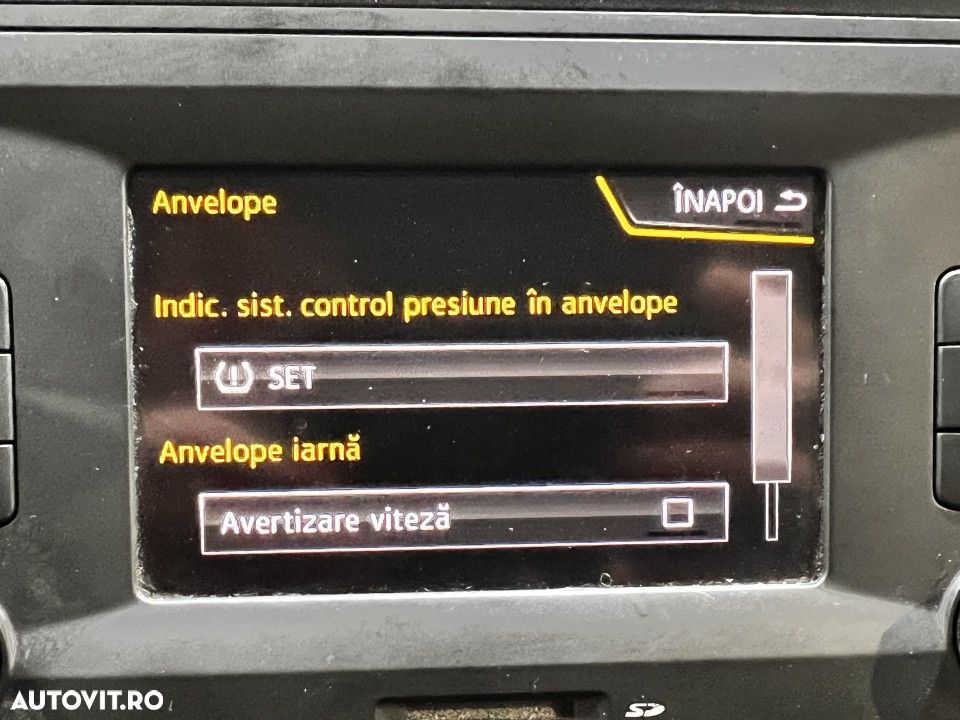 Anvelope
ÎNAPOI
Indic. sist. control presiune în anvelope
SET
Anvelope iarnă
Avertizare viteză
AUTOVIT.RO
SD